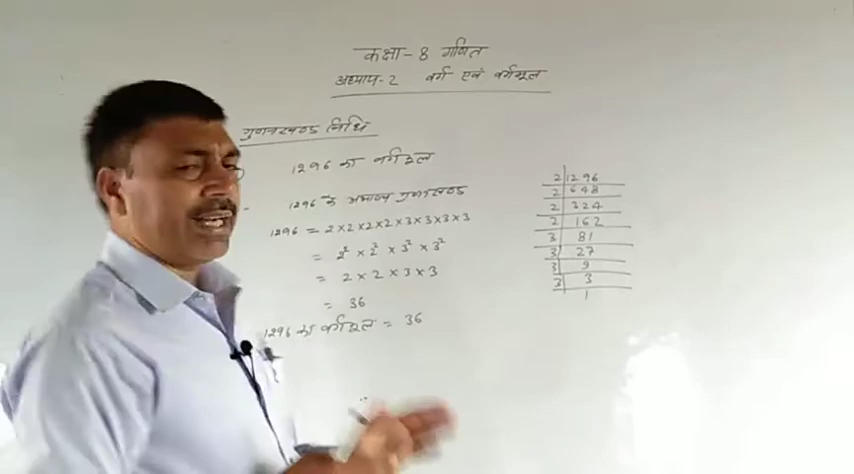 कक्षा - 8 गणित
अध्याय - 2 वर्ग एवं वर्गमूल
गुणनखण्ड विधि
1296 का वर्गमूल
1296 के अभाज्य गुणनखण्ड
1296 = 2×2×2×2×3×3×3×3
= 2² × 2² × 3² × 3²
= 2 × 2 × 3 × 3
= 36
1296 का वर्गमूल = 36
2 | 1296
2 | 648
2 | 324
2 | 162
3 | 81
3 | 27
3 | 9
3 | 3
1